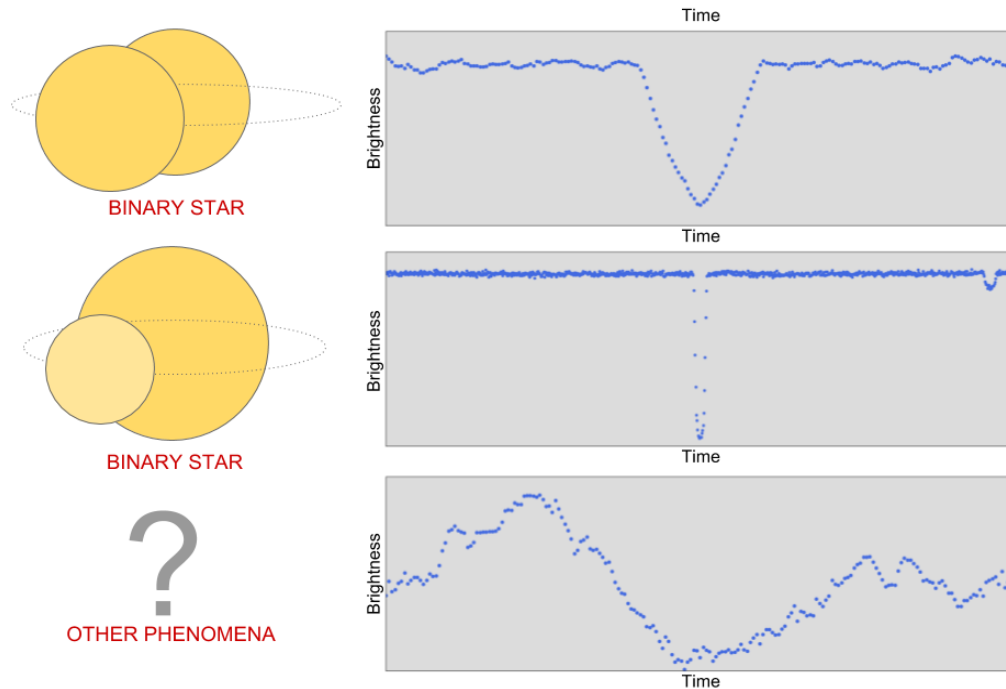 Time
Brightness
BINARY STAR
Time
Brightness
BINARY STAR
Time
?
Brightness
OTHER PHENOMENA
Time